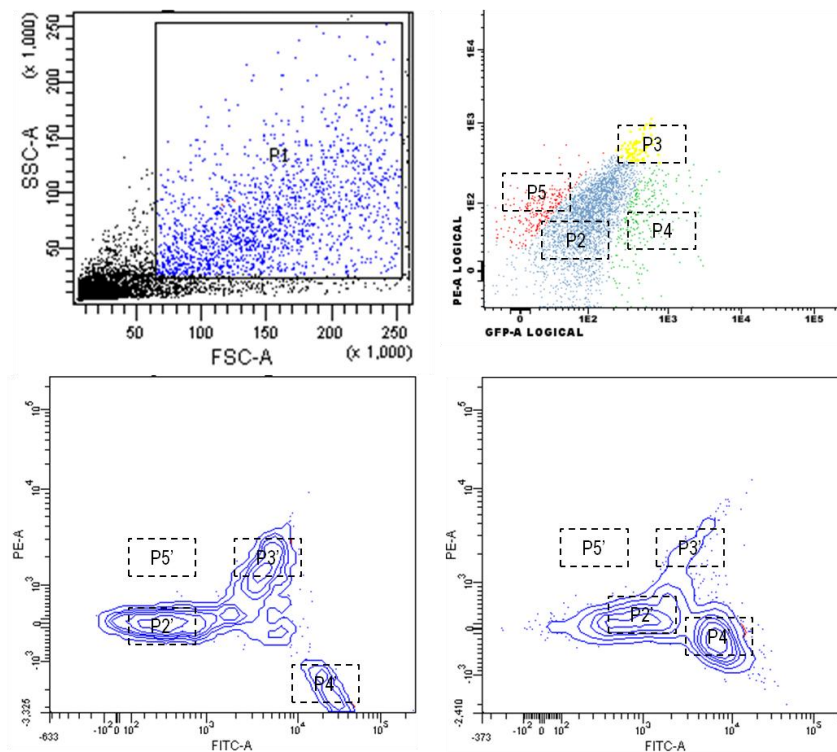 250
200
150
100
50
(x 1,000)
SSC-A
P1
50 100 150 200 250
FSC-A
(x 1,000)
1E4
1E3
1E2
0
PE-A LOGICAL
P3
P5
P2
P4
0 1E2 1E3 1E4 1E5
GFP-A LOGICAL
10^5
10^4
10^3
0
-10^3
-3,325
PE-A
P5'
P3'
P2'
P4'
-633 -10^2 0 10^2 10^3 10^4 10^5
FITC-A
10^5
10^4
10^3
0
-10^3
-2,410
PE-A
P5'
P3'
P2'
P4'
-373 -10^2 0 10^2 10^3 10^4 10^5
FITC-A